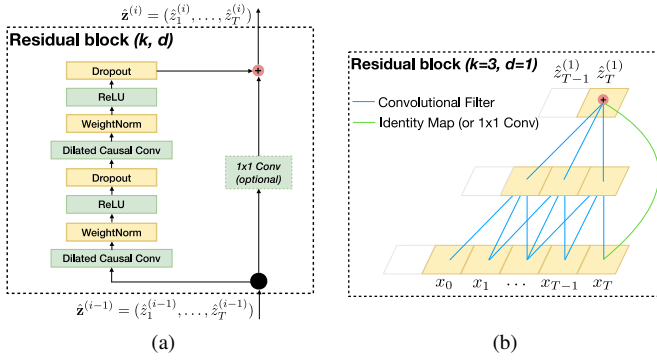 ẑ^(i) = (ẑ_1^(i), . . . , ẑ_T^(i))
Residual block (k, d)
Dropout
ReLU
WeightNorm
Dilated Causal Conv
Dropout
ReLU
WeightNorm
Dilated Causal Conv
+
1x1 Conv
(optional)
ẑ^(i−1) = (ẑ_1^(i−1), . . . , ẑ_T^(i−1))
(a)
Residual block (k=3, d=1)
ẑ_{T−1}^(1) ẑ_T^(1)
+
Convolutional Filter
Identity Map (or 1x1 Conv)
x_0 x_1 . . . x_{T−1} x_T
(b)